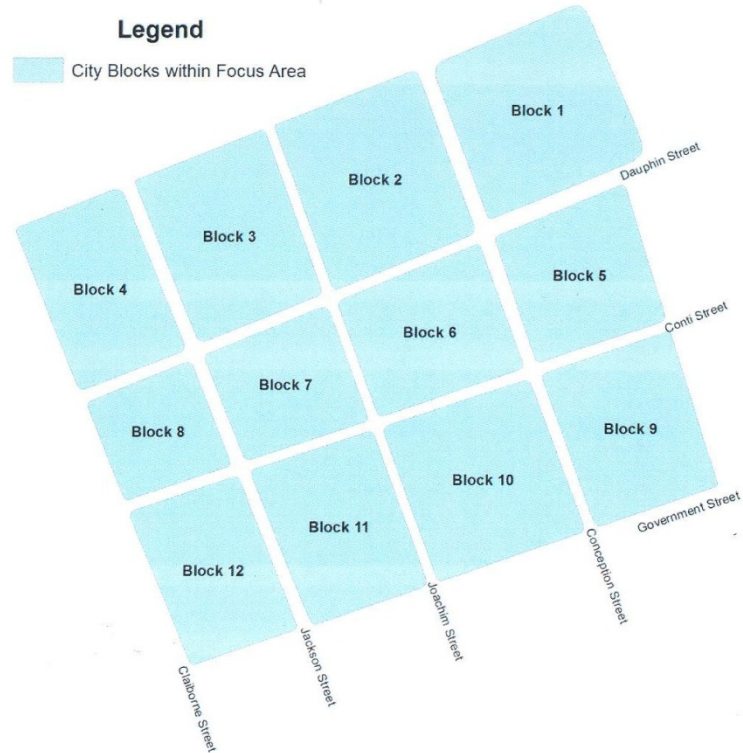 Legend
City Blocks within Focus Area
Block 1
Block 2
Block 3
Block 4
Dauphin Street
Block 5
Block 6
Block 7
Block 8
Conti Street
Block 9
Block 10
Block 11
Block 12
Government Street
Conception Street
Joachim Street
Jackson Street
Claiborne Street